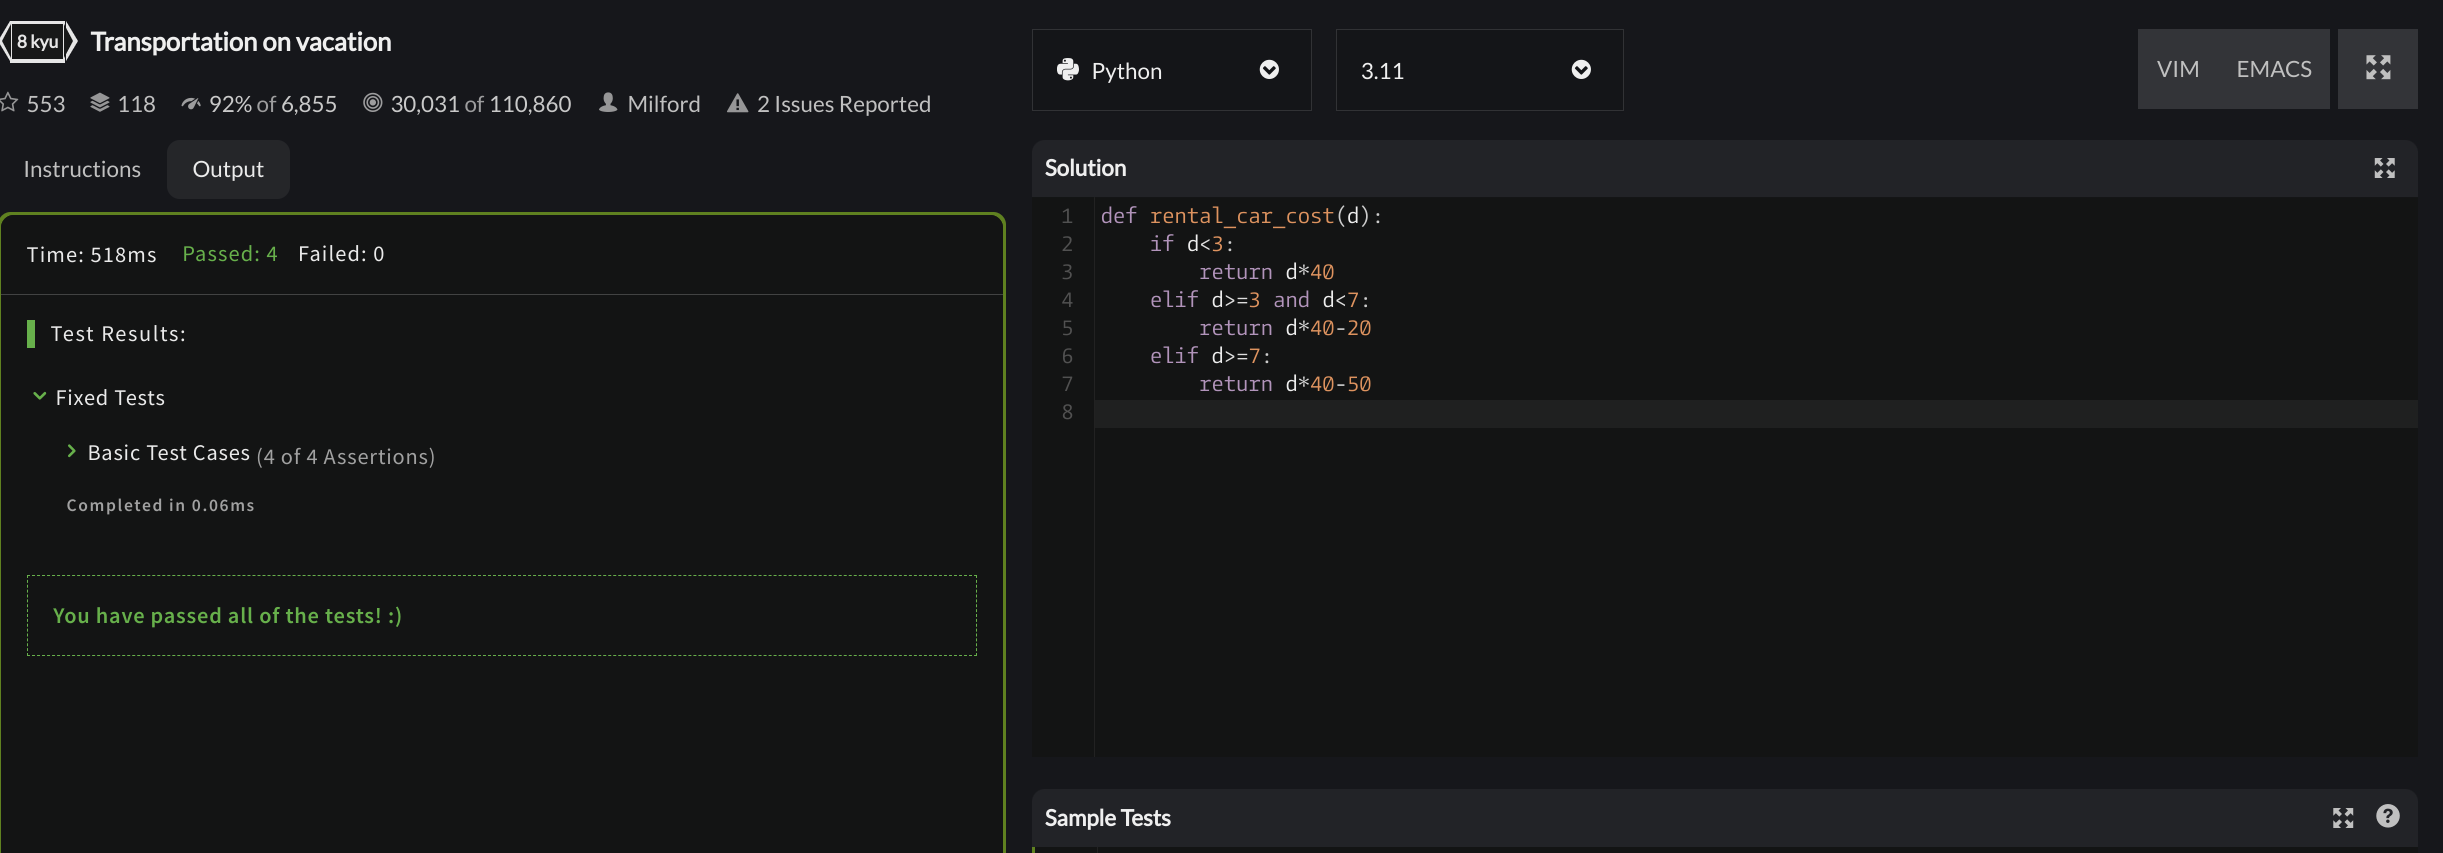 8 kyu Transportation on vacation
553 118 92% of 6,855 30,031 of 110,860 Milford 2 Issues Reported
Instructions Output
Time: 518ms Passed: 4 Failed: 0
Test Results:
Fixed Tests
Basic Test Cases (4 of 4 Assertions)
Completed in 0.06ms
You have passed all of the tests! :)
Python 3.11 VIM EMACS
Solution
1 def rental_car_cost(d):
2     if d<3:
3         return d*40
4     elif d>=3 and d<7:
5         return d*40-20
6     elif d>=7:
7         return d*40-50
8
Sample Tests ?